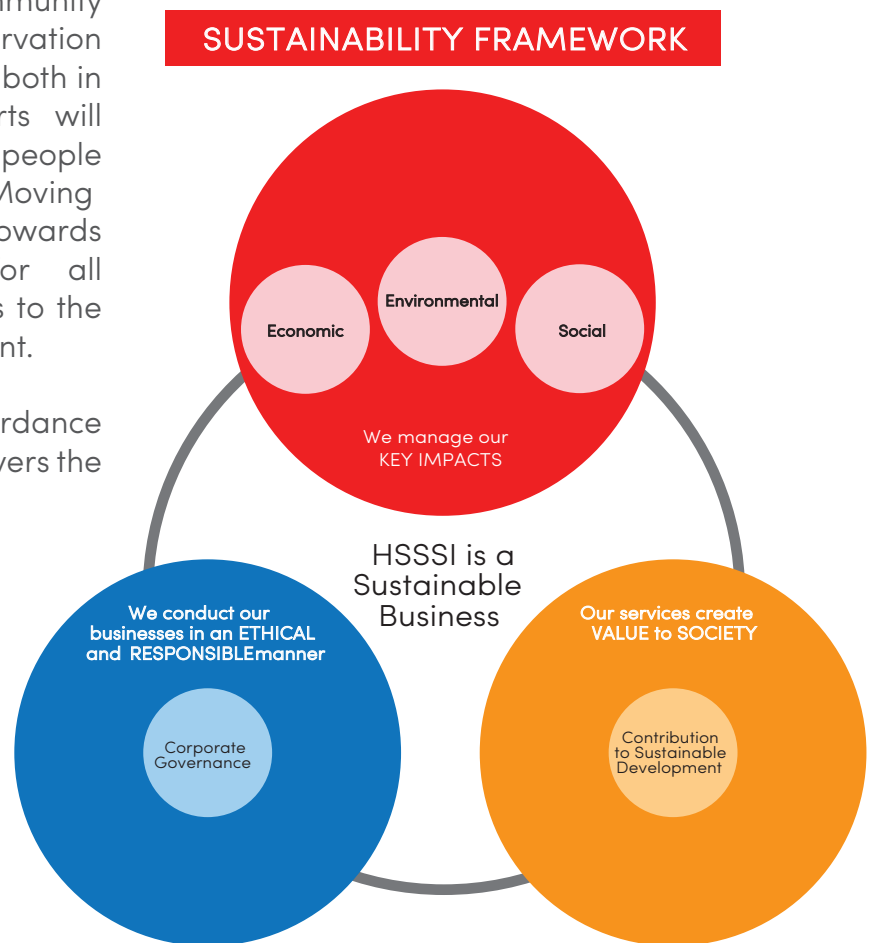 munity
rvation
both in
rts will
people
Moving
owards
or all
s to the
nt.
rdance
vers the
SUSTAINABILITY FRAMEWORK
Economic
Environmental
Social
We manage our
KEY IMPACTS
HSSSI is a
Sustainable
Business
We conduct our
businesses in an ETHICAL
and RESPONSIBLEmanner
Corporate
Governance
Our services create
VALUE to SOCIETY
Contribution
to Sustainable
Development